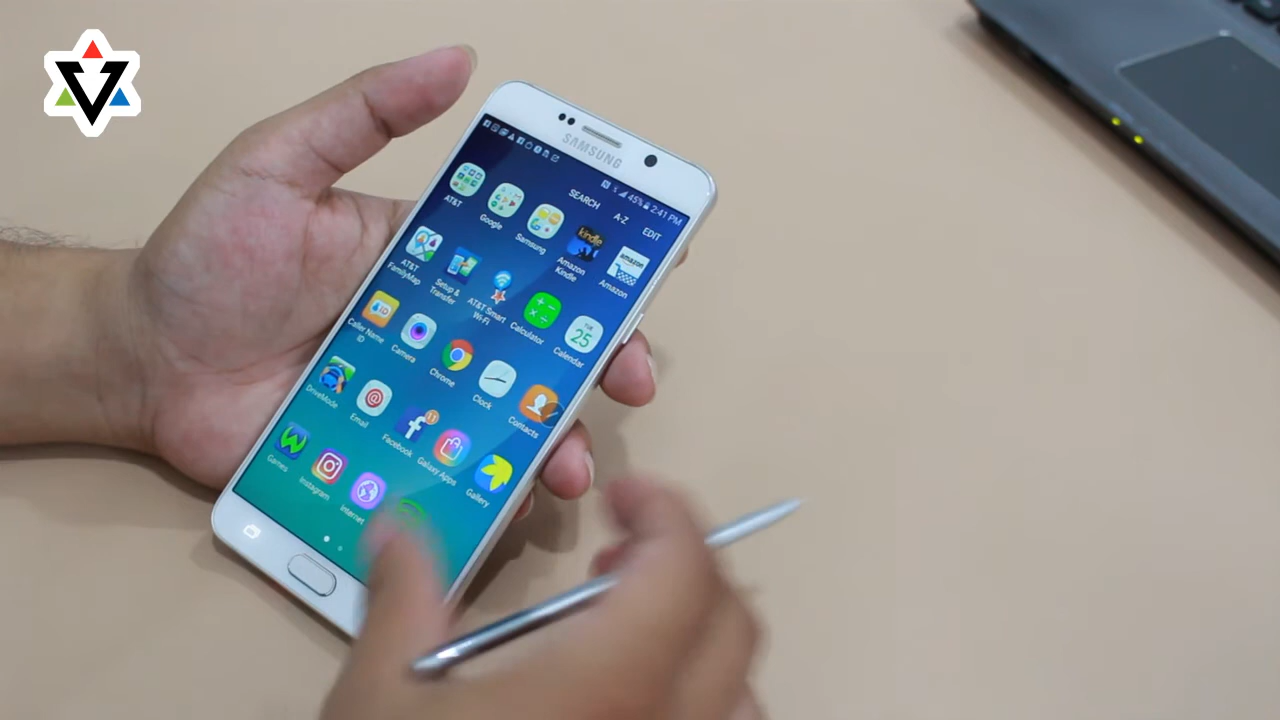 SAMSUNG
45% 2:41 PM
SEARCH A-Z EDIT
AT&T
Google
Samsung
kindle
Amazon
Kindle
amazon
Amazon
AT&T
FamilyMap
Setup &
Transfer
AT&T Smart
Wi-Fi
Calculator
TUE
25
Calendar
Caller Name
ID
Camera
Chrome
Clock
Contacts
DriveMode
Email
Facebook
Galaxy Apps
Gallery
Games
Instagram
Internet